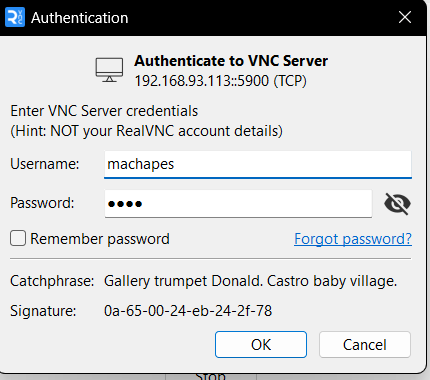 Authentication
Authenticate to VNC Server
192.168.93.113::5900 (TCP)
Enter VNC Server credentials
(Hint: NOT your RealVNC account details)
Username: machapes
Password: ●●●●
Remember password Forgot password?
Catchphrase: Gallery trumpet Donald. Castro baby village.
Signature: 0a-65-00-24-eb-24-2f-78
OK Cancel
Stop